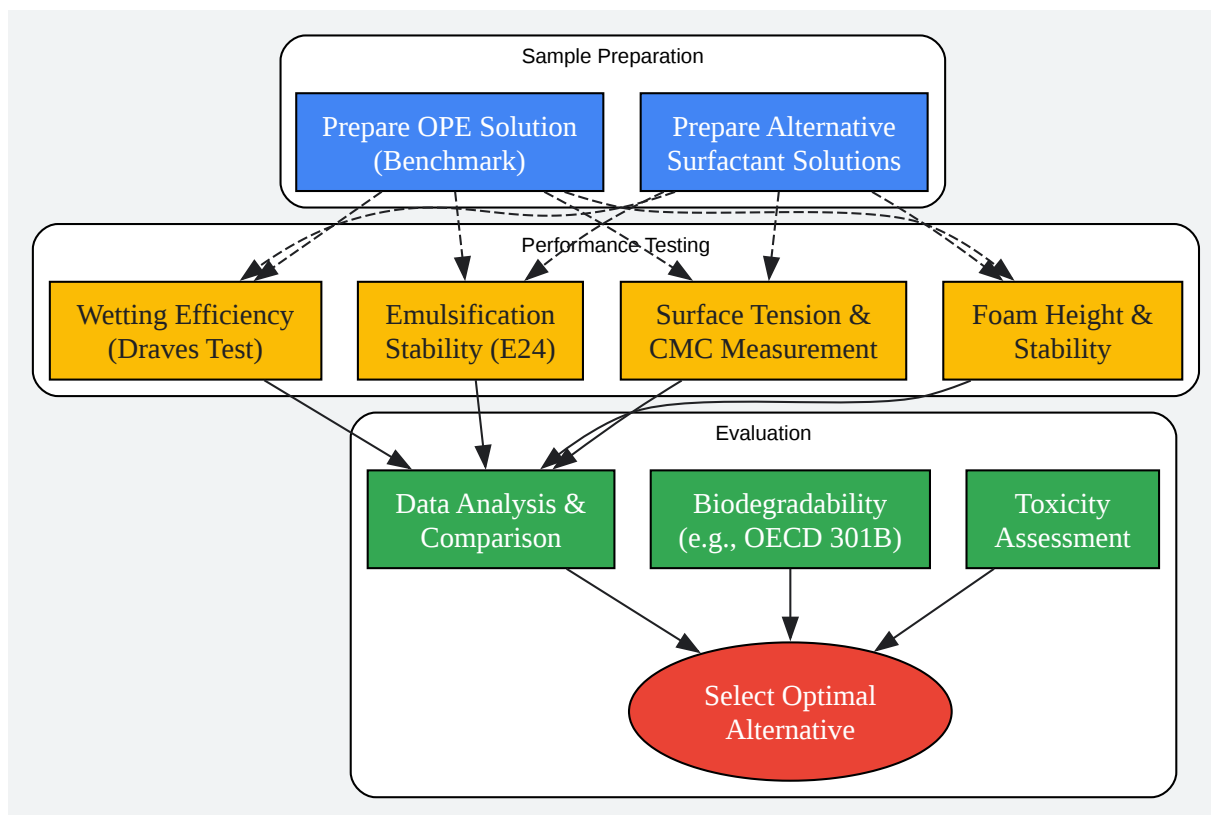 Sample Preparation
Prepare OPE Solution
(Benchmark)
Prepare Alternative
Surfactant Solutions
Performance Testing
Wetting Efficiency
(Draves Test)
Emulsification
Stability (E24)
Surface Tension &
CMC Measurement
Foam Height &
Stability
Evaluation
Data Analysis &
Comparison
Biodegradability
(e.g., OECD 301B)
Toxicity
Assessment
Select Optimal
Alternative